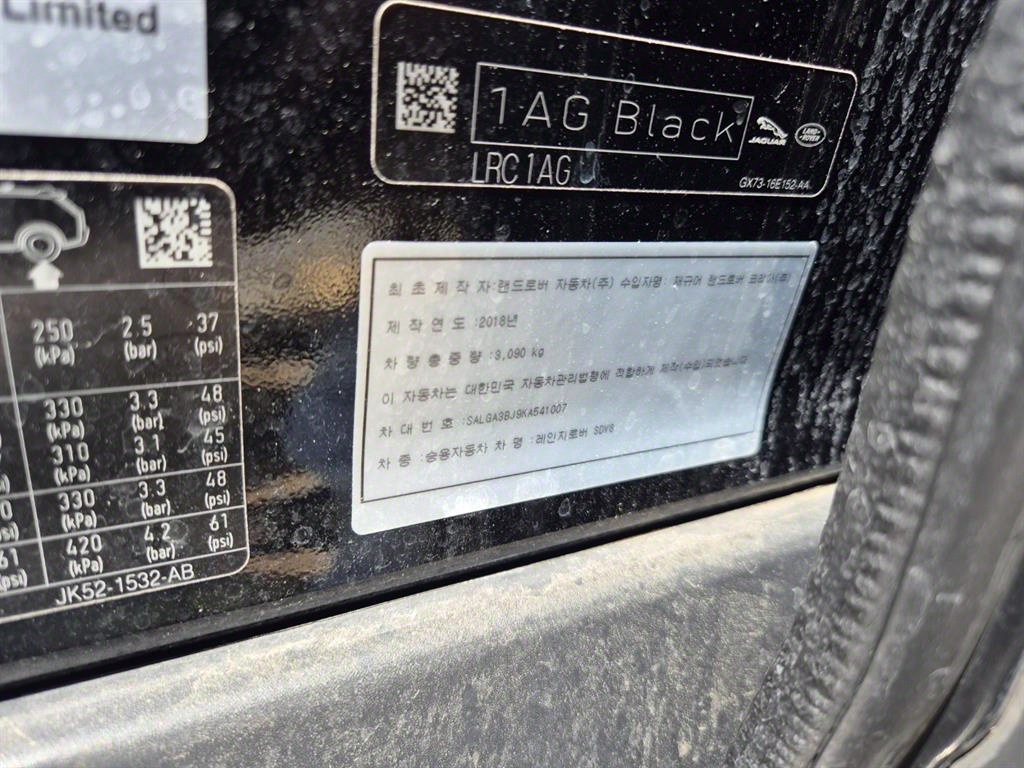 Limited
1AG Black
JAGUAR
LAND-
ROVER
LRC1AG
GX73-16E152-AA
250 2.5 37
(kPa) (bar) (psi)
330 3.3 48
(kPa) (bar) (psi)
310 3.1 45
(kPa) (bar) (psi)
330 3.3 48
(kPa) (bar) (psi)
61 420 4.2 61
(psi) (kPa) (bar) (psi)
JK52-1532-AB
최 초 제 작 자:랜드로버 자동차(주) 수입자명: 재규어 랜드로버 코리아(주)
제 작 연 도 :2018년
차 량 총 중 량 :3,090 kg
이 자동차는 대한민국 자동차관리법령에 적합하게 제작(수입)되었습니다
차 대 번 호 :SALGA3BJ9KA541007
차 종 :승용자동차 차 명 :레인지로버 SDV8